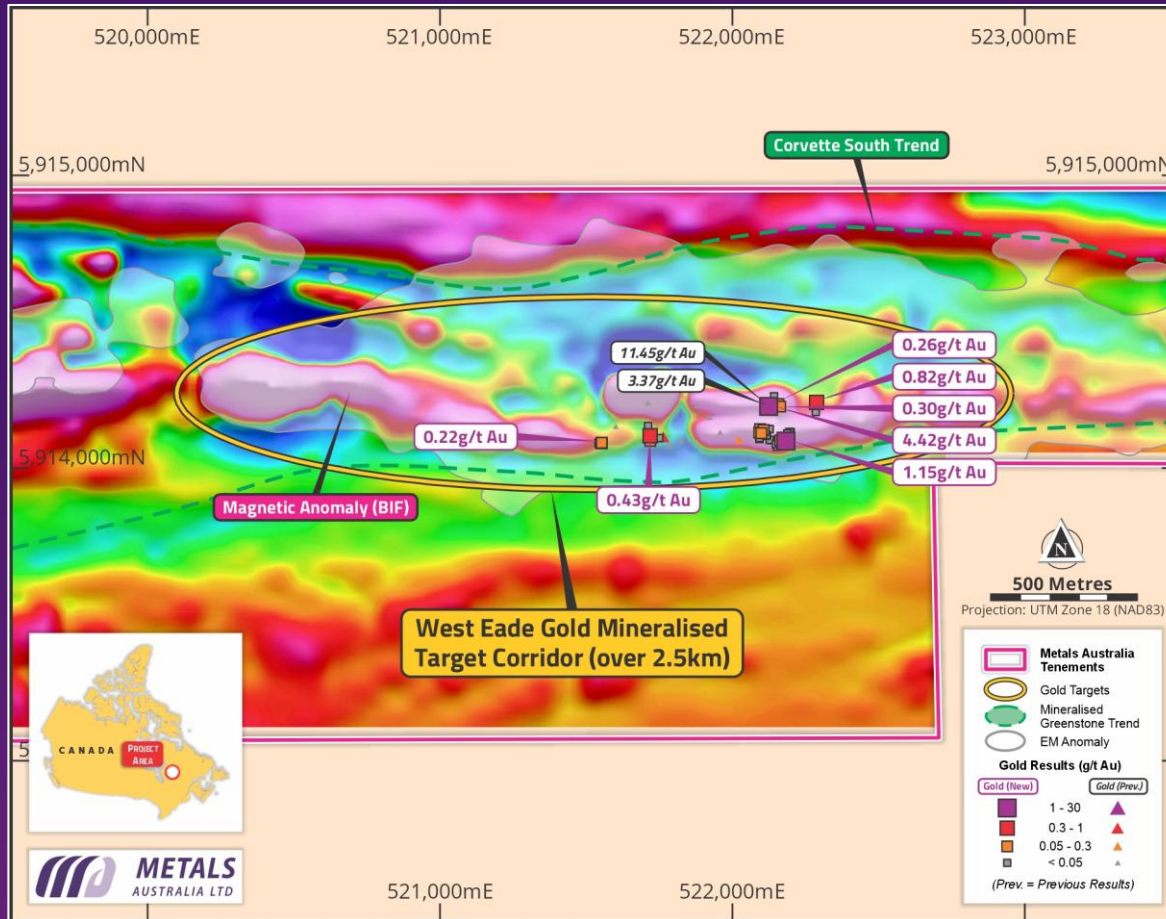 520,000mE
521,000mE
522,000mE
523,000mE
Corvette South Trend
5,915,000mN
5,915,000mN
11.45g/t Au
3.37g/t Au
0.26g/t Au
0.82g/t Au
0.30g/t Au
4.42g/t Au
1.15g/t Au
0.22g/t Au
5,914,000mN
0.43g/t Au
Magnetic Anomaly (BIF)
N
500 Metres
Projection: UTM Zone 18 (NAD83)
West Eade Gold Mineralised
Target Corridor (over 2.5km)
Metals Australia
Tenements
Gold Targets
Mineralised
Greenstone Trend
EM Anomaly
Gold Results (g/t Au)
Gold (New)
Gold (Prev.)
1 - 30
0.3 - 1
0.05 - 0.3
< 0.05
(Prev. = Previous Results)
CANADA
PROJECT
AREA
METALS
AUSTRALIA LTD
521,000mE
522,000mE